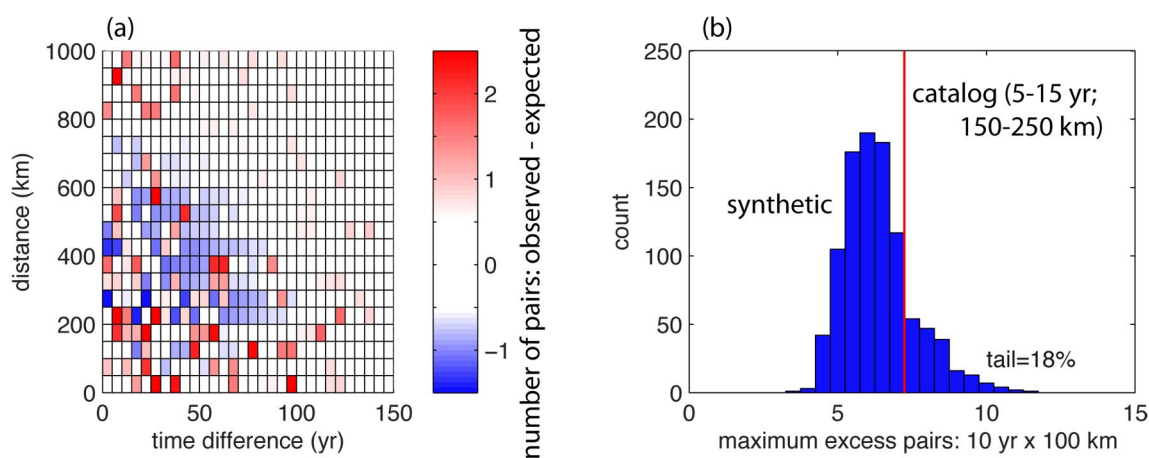 (a)
1000
800
600
400
200
0
distance (km)
0
50
100
150
time difference (yr)
2
1
0
−1
number of pairs: observed - expected
(b)
250
200
150
100
50
0
count
catalog (5-15 yr;
150-250 km)
synthetic
tail=18%
0
5
10
15
maximum excess pairs: 10 yr x 100 km